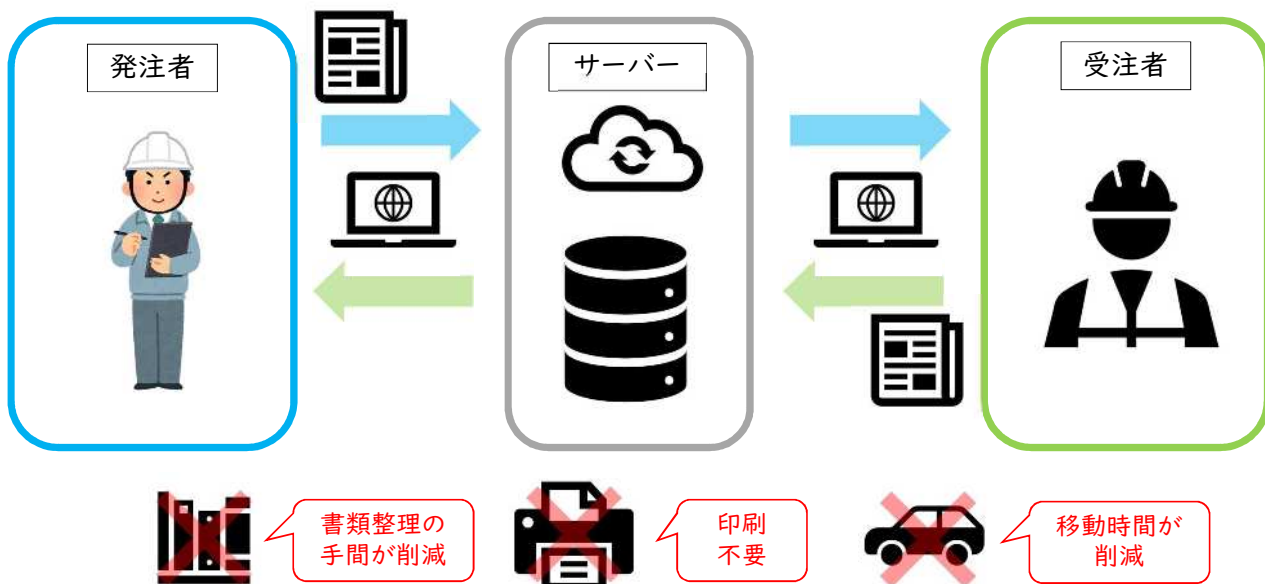 発注者
サーバー
受注者
書類整理の
手間が削減
印刷
不要
移動時間が
削減